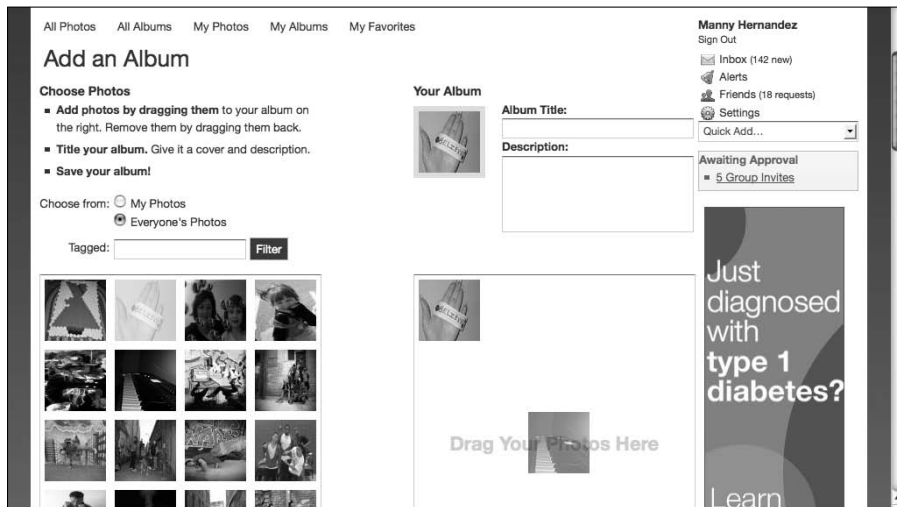 All Photos All Albums My Photos My Albums My Favorites
Manny Hernandez
Sign Out
Inbox (142 new)
Alerts
Friends (18 requests)
Settings
Quick Add...
Awaiting Approval
5 Group Invites
Add an Album
Choose Photos
Add photos by dragging them to your album on
the right. Remove them by dragging them back.
Title your album. Give it a cover and description.
Save your album!
Choose from: My Photos
Everyone's Photos
Tagged: Filter
Your Album
Album Title:
Description:
Drag Your Photos Here
Just
diagnosed
with
type 1
diabetes?
Learn